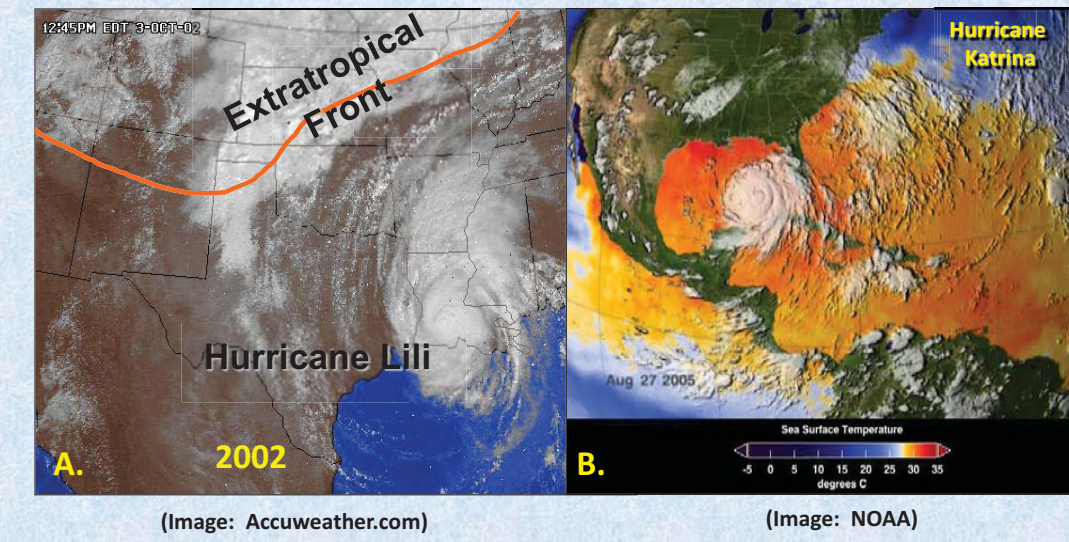 12:45PM EDT 3-OCT-02
Extratropical
Front
Hurricane Lili
A.
2002
Hurricane
Katrina
Aug 27 2005
Sea Surface Temperature
-5 0 5 10 15 20 25 30 35
degrees C
B.
(Image: Accuweather.com)
(Image: NOAA)